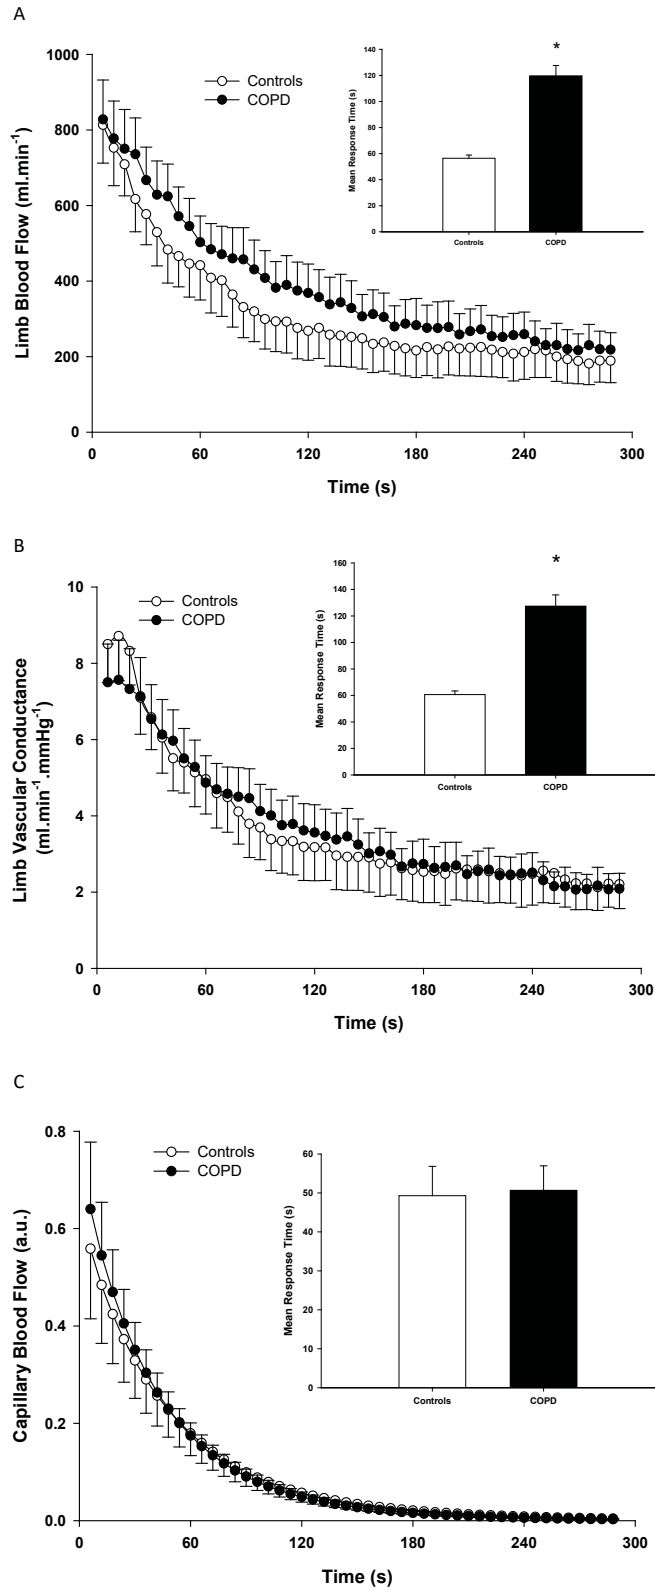 A
1000
800
600
400
200
0
Limb Blood Flow (ml.min-1)
Controls
COPD
140
120
100
80
60
40
20
0
Mean Response Time (s)
*
Controls
COPD
0
60
120
180
240
300
Time (s)
B
10
8
6
4
2
0
Limb Vascular Conductance
(ml.min-1.mmHg-1)
Controls
COPD
160
140
120
100
80
60
40
20
0
Mean Response Time (s)
*
Controls
COPD
0
60
120
180
240
300
Time (s)
C
0.8
0.6
0.4
0.2
0.0
Capillary Blood Flow (a.u.)
Controls
COPD
60
50
40
30
20
10
0
Mean Response Time (s)
Controls
COPD
0
60
120
180
240
300
Time (s)